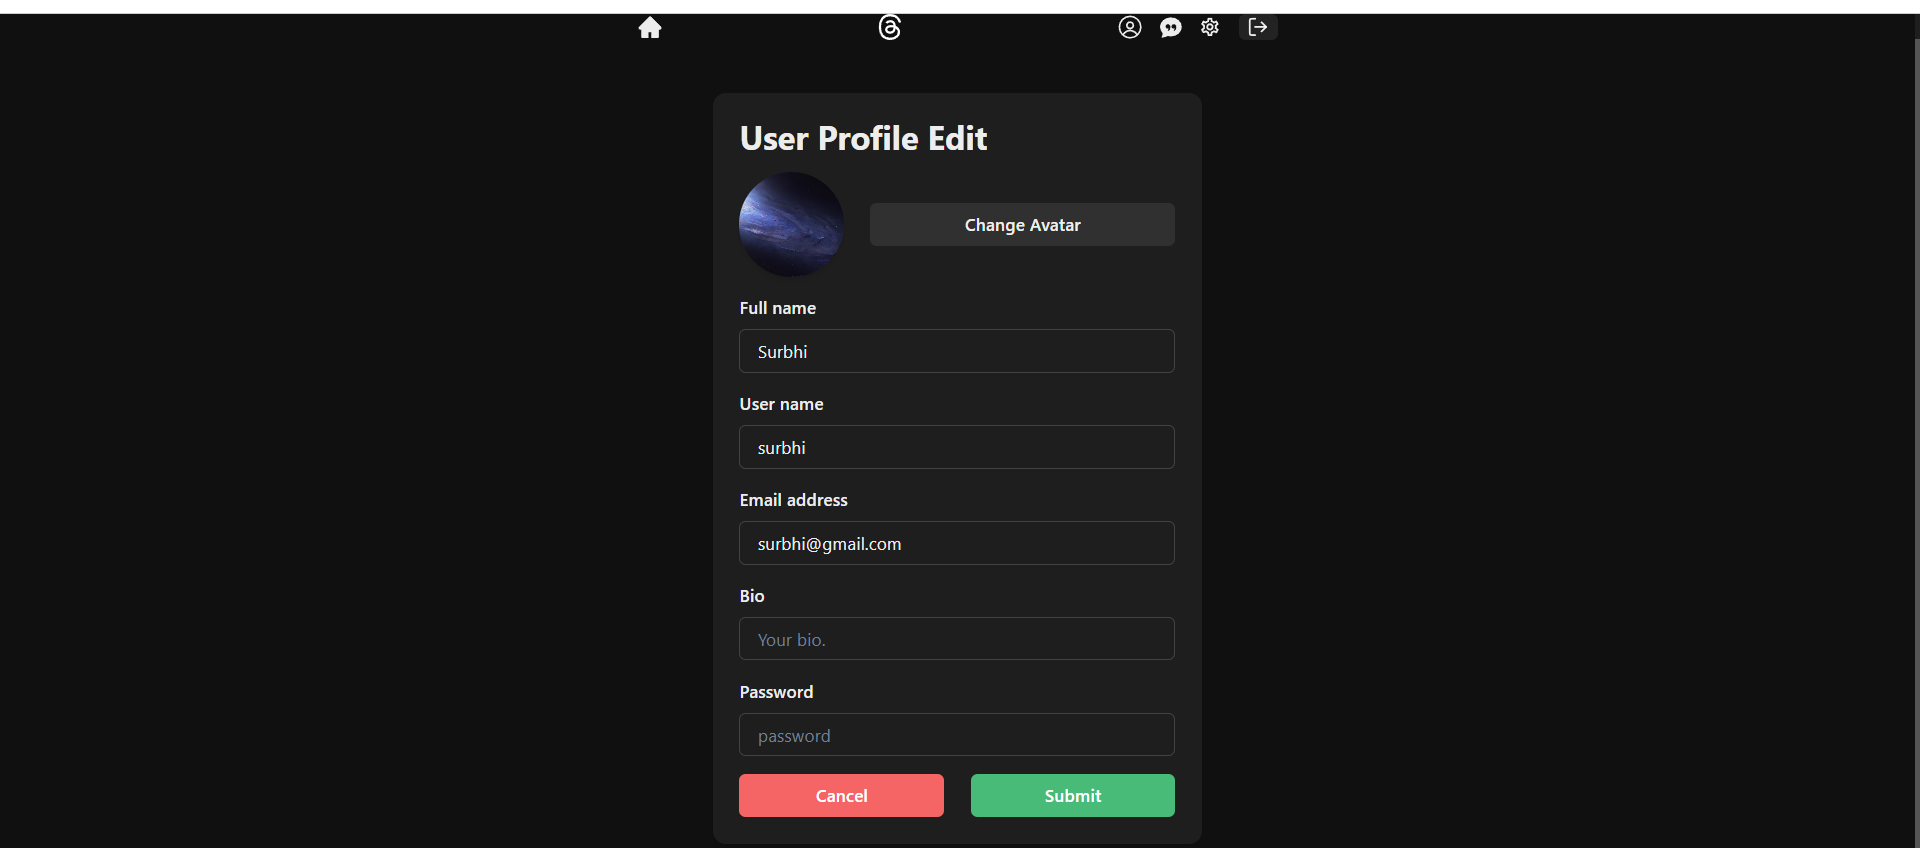 User Profile Edit
Change Avatar
Full name
Surbhi
User name
surbhi
Email address
surbhi@gmail.com
Bio
Your bio.
Password
password
Cancel
Submit